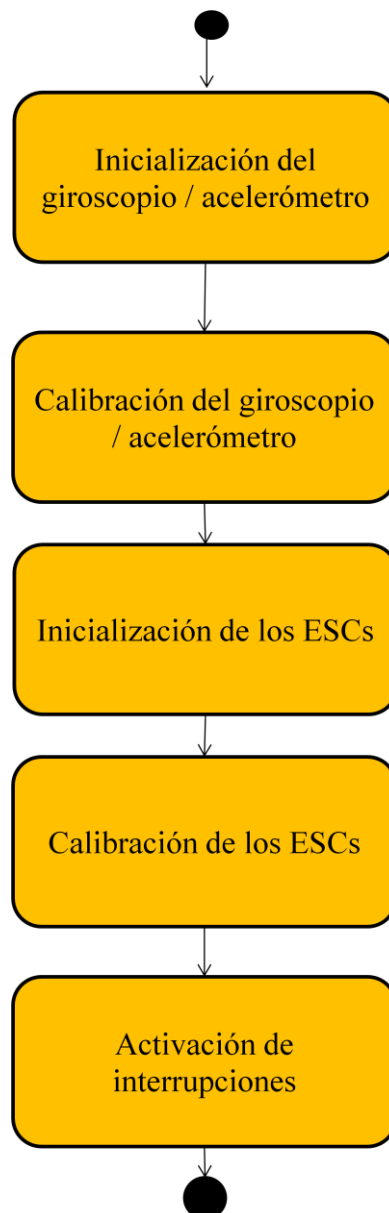 Inicialización del
giroscopio / acelerómetro
Calibración del giroscopio
/ acelerómetro
Inicialización de los ESCs
Calibración de los ESCs
Activación de
interrupciones